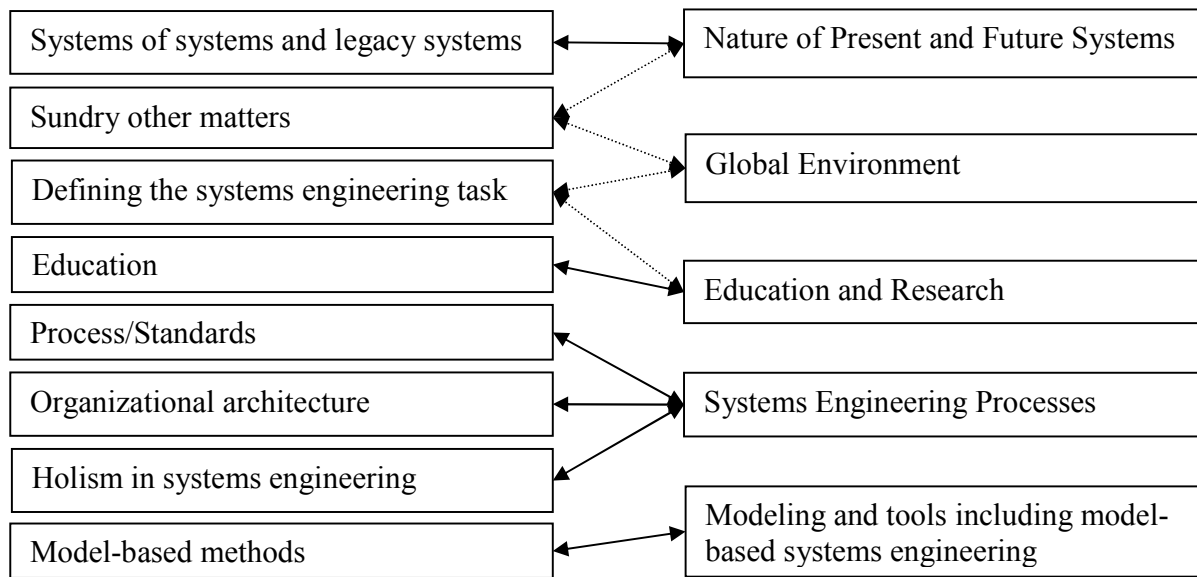 Systems of systems and legacy systems
Sundry other matters
Defining the systems engineering task
Education
Process/Standards
Organizational architecture
Holism in systems engineering
Model-based methods
Nature of Present and Future Systems
Global Environment
Education and Research
Systems Engineering Processes
Modeling and tools including model-
based systems engineering